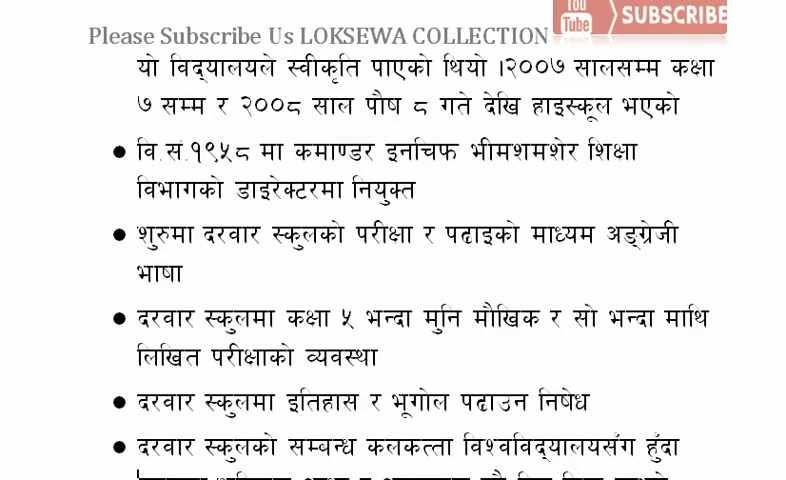 You Tube SUBSCRIBE
Please Subscribe Us LOKSEWA COLLECTION
यो विद्यालयले स्वीकृति पाएको थियो ।२००७ सालसम्म कक्षा
७ सम्म र २००८ साल पौष ८ गते देखि हाइस्कूल भएको
● वि.सं.१९५८ मा कमाण्डर इनचिफ भीमशमशेर शिक्षा
विभागको डाइरेक्टरमा नियुक्त
● शुरुमा दरवार स्कुलको परीक्षा र पढाइको माध्यम अङ्ग्रेजी
भाषा
● दरवार स्कुलमा कक्षा ५ भन्दा मुनि मौखिक र सो भन्दा माथि
लिखित परीक्षाको व्यवस्था
● दरवार स्कुलमा इतिहास र भूगोल पढाउन निषेध
● दरवार स्कुलको सम्बन्ध कलकत्ता विश्वविद्यालयसँग हुँदा